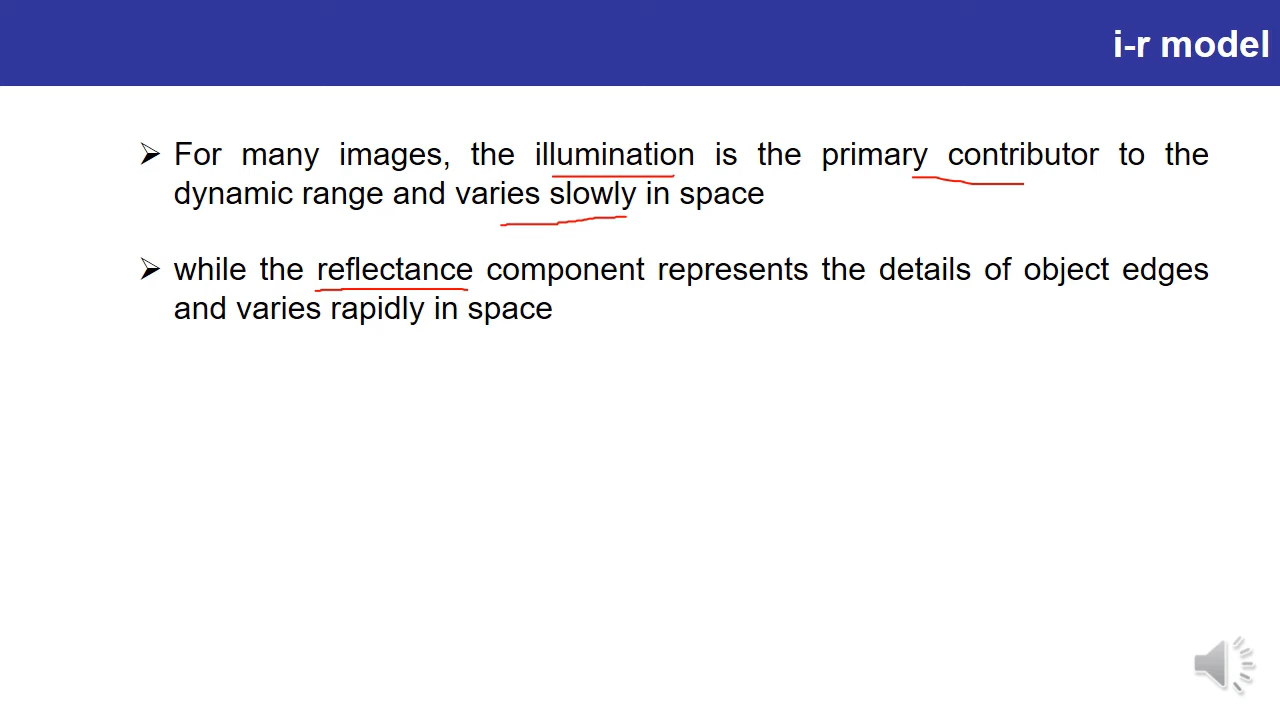 i-r model
For many images, the illumination is the primary contributor to the
dynamic range and varies slowly in space
while the reflectance component represents the details of object edges
and varies rapidly in space